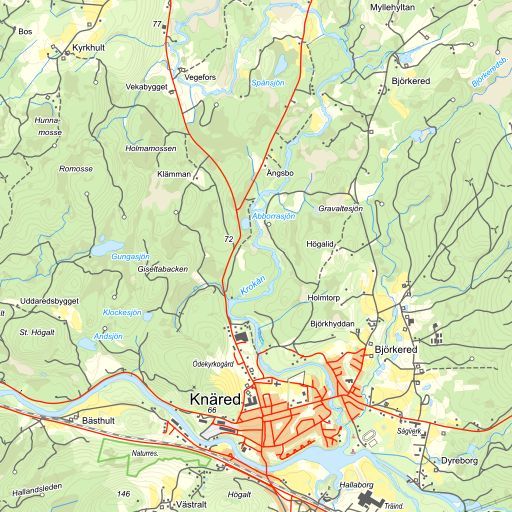 Myllehyltan
77
Bos
Kyrkhult
Vegefors
Vekabygget
Spånsjön
Björkered
Björkeredsb.
Hunna-
mosse
Holmamossen
Romosse
Klämman
Ängsbo
Abborrasjön
Gravaltesjön
72
Högalid
Gungasjön
Giseltabacken
Krokån
Holmtorp
Uddaredsbygget
Klockesjön
St. Högalt
Andsjön
Björkhyddan
Björkered
Ödekyrkogård
Knäred
66
Bästhult
Sågverk
Naturres.
Dyreborg
Hallandsleden
146
Högalt
Hallaborg
Västralt
Träind.